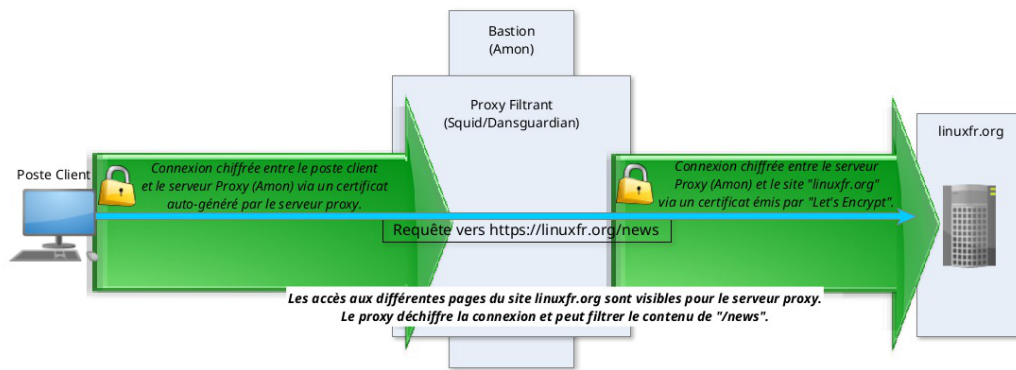 Bastion
(Amon)
Proxy Filtrant
(Squid/Dansguardian)
linuxfr.org
Poste Client
Connexion chiffrée entre le poste client
et le serveur Proxy (Amon) via un certificat
auto-généré par le serveur proxy.
Connexion chiffrée entre le serveur
Proxy (Amon) et le site "linuxfr.org"
via un certificat émis par "Let's Encrypt".
Requête vers https://linuxfr.org/news
Les accès aux différentes pages du site linuxfr.org sont visibles pour le serveur proxy.
Le proxy déchiffre la connexion et peut filtrer le contenu de "/news".